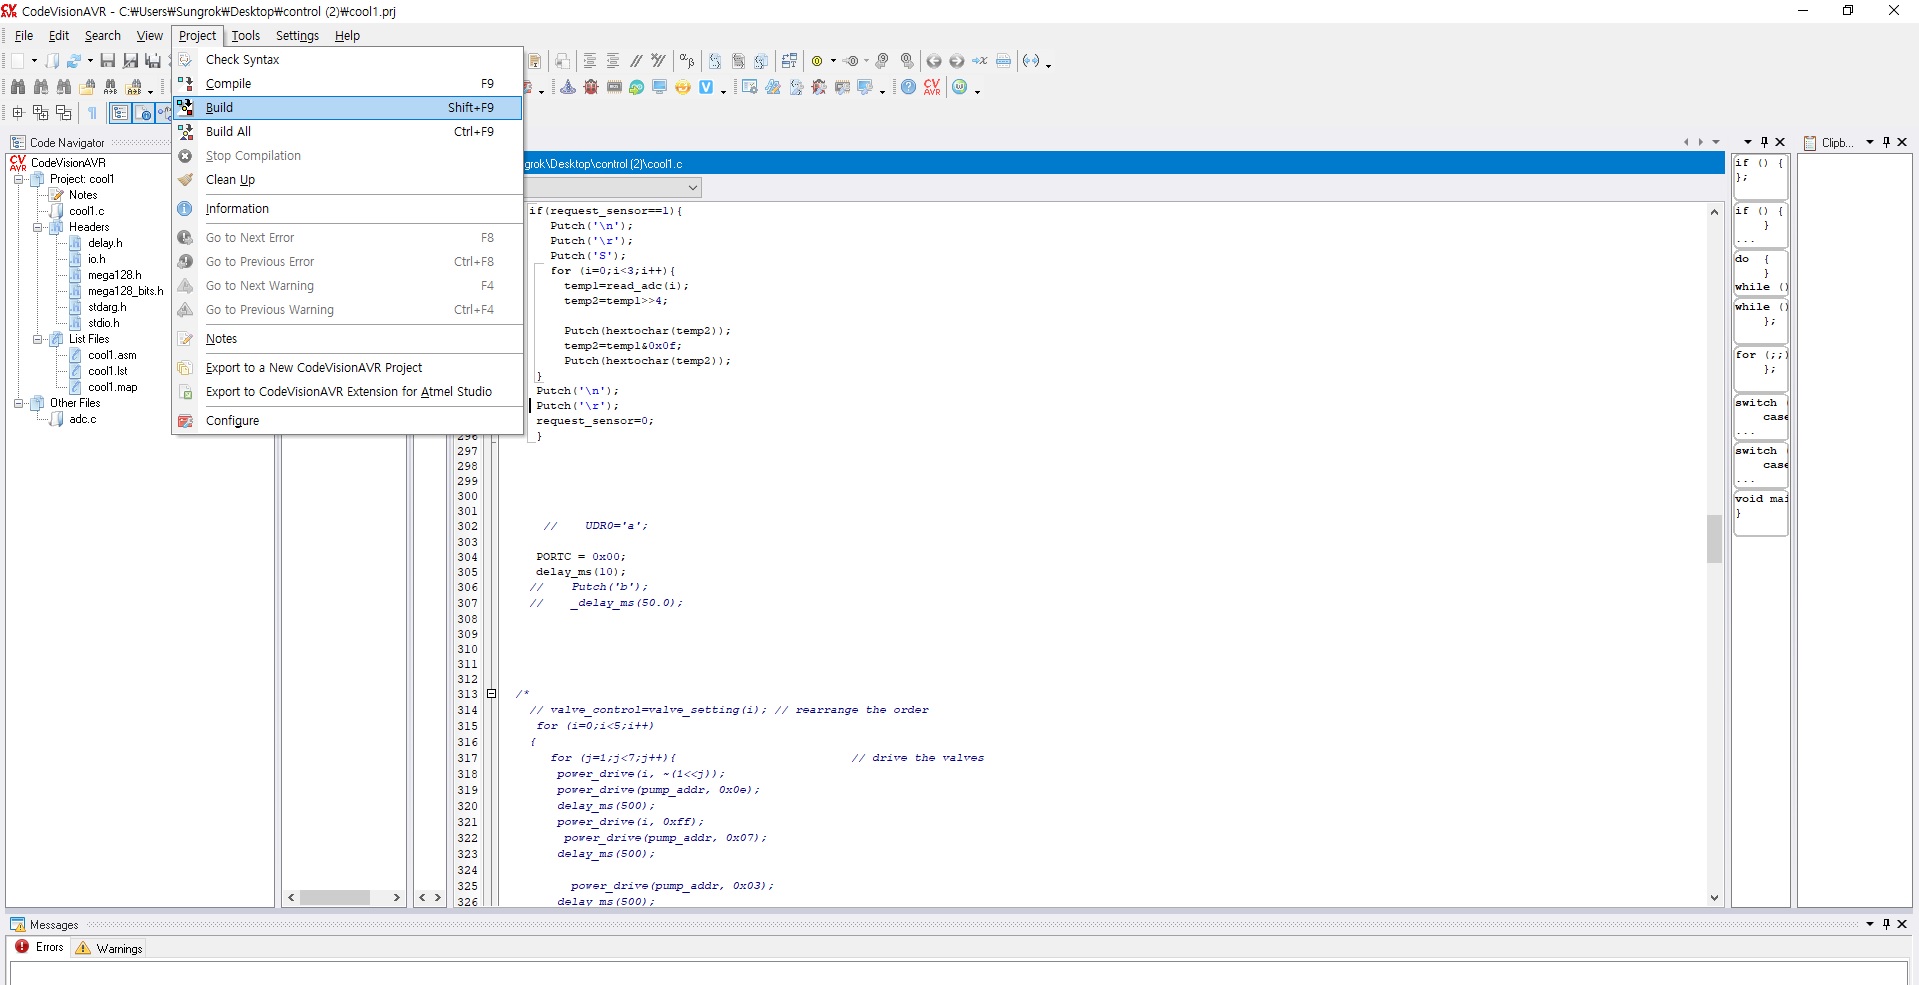 CodeVisionAVR - C:₩Users₩Sungrok₩Desktop₩control (2)₩cool1.prj
File Edit Search View Project Tools Settings Help
Check Syntax
Compile F9
Build Shift+F9
Build All Ctrl+F9
Stop Compilation
Clean Up
Information
Go to Next Error F8
Go to Previous Error Ctrl+F8
Go to Next Warning F4
Go to Previous Warning Ctrl+F4
Notes
Export to a New CodeVisionAVR Project
Export to CodeVisionAVR Extension for Atmel Studio
Configure
Code Navigator
CodeVisionAVR
Project: cool1
Notes
cool1.c
Headers
delay.h
io.h
mega128.h
mega128_bits.h
stdarg.h
stdio.h
List Files
cool1.asm
cool1.lst
cool1.map
Other Files
adc.c
grok\Desktop\control (2)\cool1.c
if(request_sensor==1){
Putch('\n');
Putch('\r');
Putch('S');
for (i=0;i<3;i++){
temp1=read_adc(i);
temp2=temp1>>4;
Putch(hextochar(temp2));
temp2=temp1&0x0f;
Putch(hextochar(temp2));
}
Putch('\n');
Putch('\r');
request_sensor=0;
296 }
297
298
299
300
301
302 // UDR0='a';
303
304 PORTC = 0x00;
305 delay_ms(10);
306 // Putch('b');
307 // _delay_ms(50.0);
308
309
310
311
312
313 /*
314 // valve_control=valve_setting(i); // rearrange the order
315 for (i=0;i<5;i++)
316 {
317 for (j=1;j<7;j++){ // drive the valves
318 power_drive(i, ~(1<<j));
319 power_drive(pump_addr, 0x0e);
320 delay_ms(500);
321 power_drive(i, 0xff);
322 power_drive(pump_addr, 0x07);
323 delay_ms(500);
324
325 power_drive(pump_addr, 0x03);
326 delay_ms(500);
if () {
};
if () {
}
...
do {
}
while ()
while ()
};
for (;;)
};
switch (
case
...
switch (
case
...
void mai
}
Clipb...
Messages
Errors Warnings